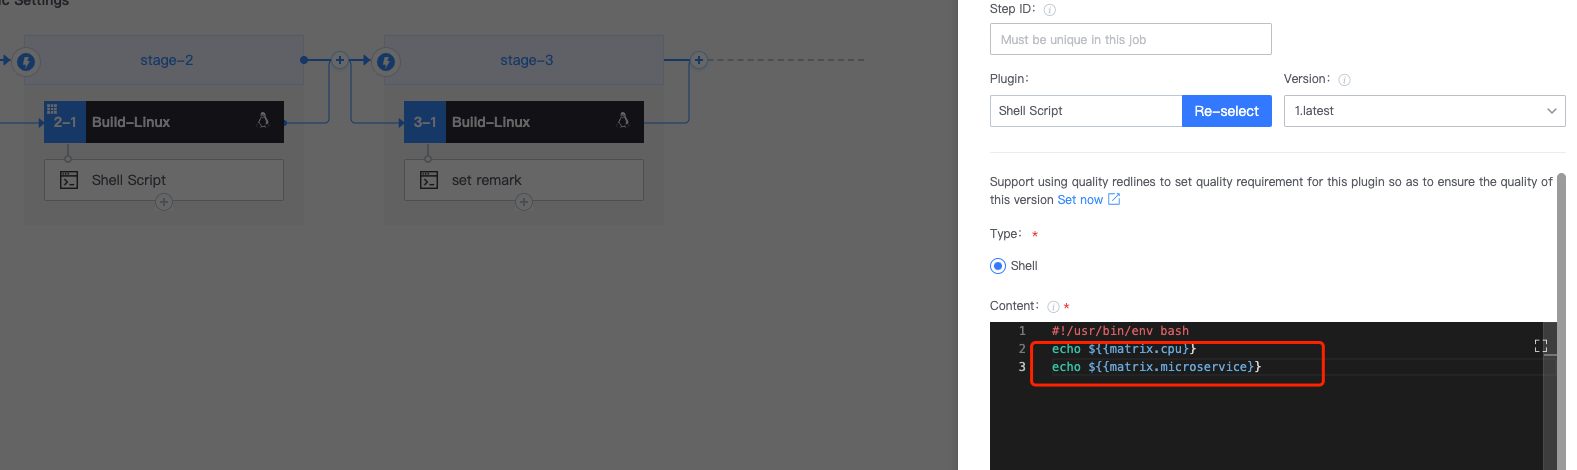 Settings
stage-2
stage-3
2-1 Build-Linux
3-1 Build-Linux
Shell Script
set remark
Step ID:
Must be unique in this job
Plugin:
Version:
Shell Script
Re-select
1.latest
Support using quality redlines to set quality requirement for this plugin so as to ensure the quality of
this version Set now
Type: *
Shell
Content: *
1 #!/usr/bin/env bash
2 echo ${{matrix.cpu}}
3 echo ${{matrix.microservice}}